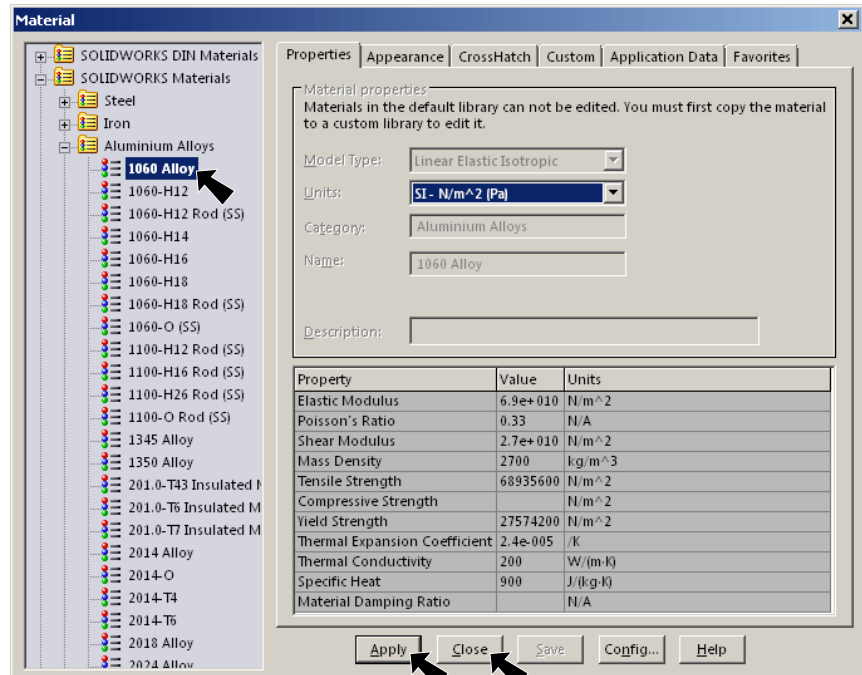 Material
SOLIDWORKS DIN Materials
SOLIDWORKS Materials
Steel
Iron
Aluminium Alloys
1060 Alloy
1060-H12
1060-H12 Rod (SS)
1060-H14
1060-H16
1060-H18
1060-H18 Rod (SS)
1060-O (SS)
1100-H12 Rod (SS)
1100-H16 Rod (SS)
1100-H26 Rod (SS)
1100-O Rod (SS)
1345 Alloy
1350 Alloy
201.0-T43 Insulated M
201.0-T6 Insulated M
201.0-T7 Insulated M
2014 Alloy
2014-O
2014-T4
2014-T6
2018 Alloy
2024 Alloy
Properties Appearance CrossHatch Custom Application Data Favorites
Material properties
Materials in the default library can not be edited. You must first copy the material
to a custom library to edit it.
Model Type: Linear Elastic Isotropic
Units: SI - N/m^2 (Pa)
Category: Aluminium Alloys
Name: 1060 Alloy
Description:
Property Value Units
Elastic Modulus 6.9e+010 N/m^2
Poisson's Ratio 0.33 N/A
Shear Modulus 2.7e+010 N/m^2
Mass Density 2700 kg/m^3
Tensile Strength 68935600 N/m^2
Compressive Strength N/m^2
Yield Strength 27574200 N/m^2
Thermal Expansion Coefficient 2.4e-005 /K
Thermal Conductivity 200 W/(m·K)
Specific Heat 900 J/(kg·K)
Material Damping Ratio N/A
Apply Close Save Config... Help